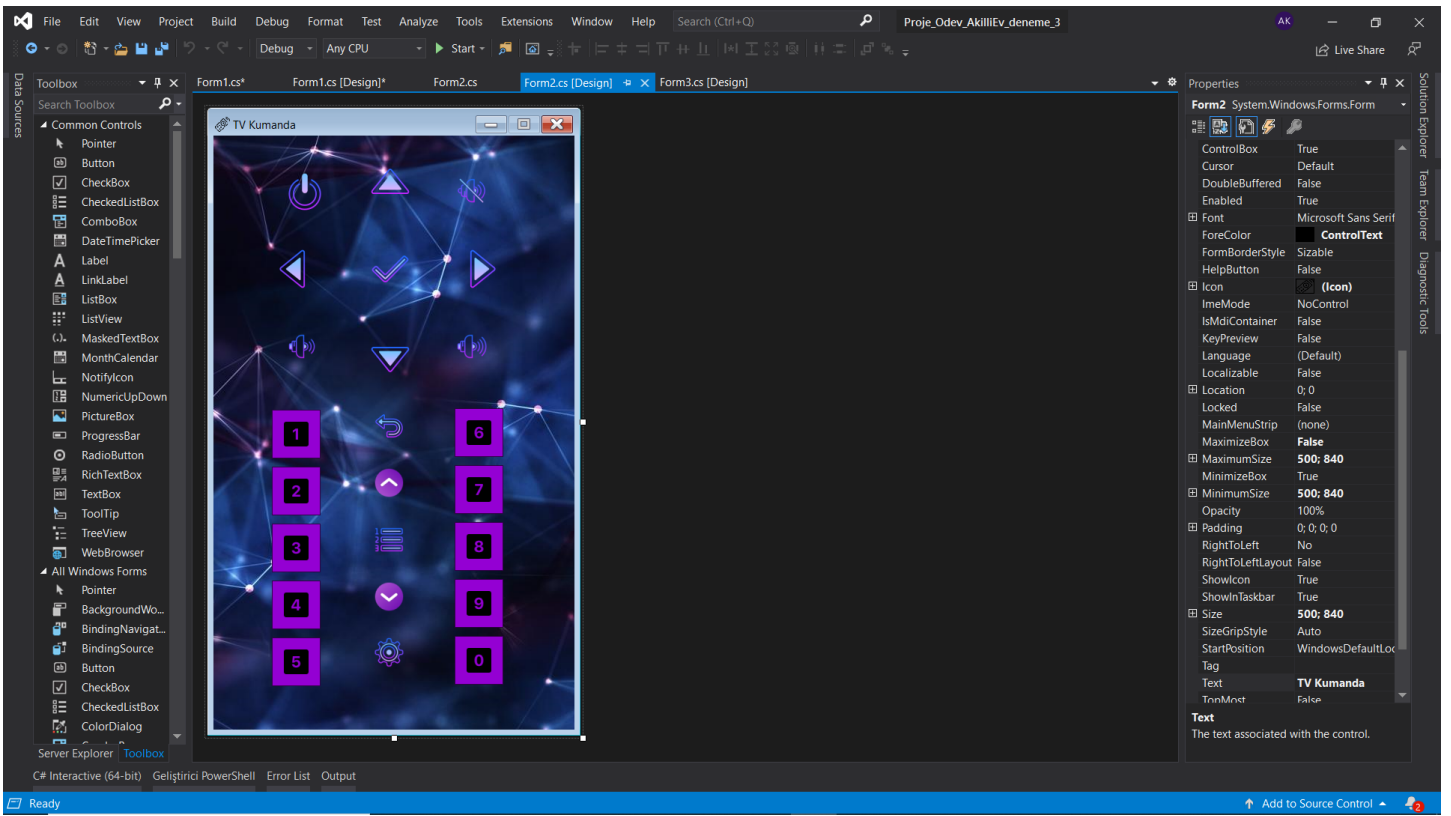 File Edit View Project Build Debug Format Test Analyze Tools Extensions Window Help Search (Ctrl+Q) Proje_Odev_AkilliEv_deneme_3 AK
Debug Any CPU Start Live Share
Data Sources
Toolbox
Search Toolbox
Common Controls
Pointer
Button
CheckBox
CheckedListBox
ComboBox
DateTimePicker
Label
LinkLabel
ListBox
ListView
MaskedTextBox
MonthCalendar
NotifyIcon
NumericUpDown
PictureBox
ProgressBar
RadioButton
RichTextBox
TextBox
ToolTip
TreeView
WebBrowser
All Windows Forms
Pointer
BackgroundWo...
BindingNavigat...
BindingSource
Button
CheckBox
CheckedListBox
ColorDialog
Server Explorer Toolbox
Form1.cs* Form1.cs [Design]* Form2.cs Form2.cs [Design] Form3.cs [Design]
TV Kumanda
1 6
2 7
3 8
4 9
5 0
Properties
Form2 System.Windows.Forms.Form
ControlBox True
Cursor Default
DoubleBuffered False
Enabled True
Font Microsoft Sans Serif
ForeColor ControlText
FormBorderStyle Sizable
HelpButton False
Icon (Icon)
ImeMode NoControl
IsMdiContainer False
KeyPreview False
Language (Default)
Localizable False
Location 0; 0
Locked False
MainMenuStrip (none)
MaximizeBox False
MaximumSize 500; 840
MinimizeBox True
MinimumSize 500; 840
Opacity 100%
Padding 0; 0; 0; 0
RightToLeft No
RightToLeftLayout False
ShowIcon True
ShowInTaskbar True
Size 500; 840
SizeGripStyle Auto
StartPosition WindowsDefaultLoc
Tag
Text TV Kumanda
TopMost False
Text
The text associated with the control.
Solution Explorer
Team Explorer
Diagnostic Tools
C# Interactive (64-bit) Geliştirici PowerShell Error List Output
Ready Add to Source Control 2